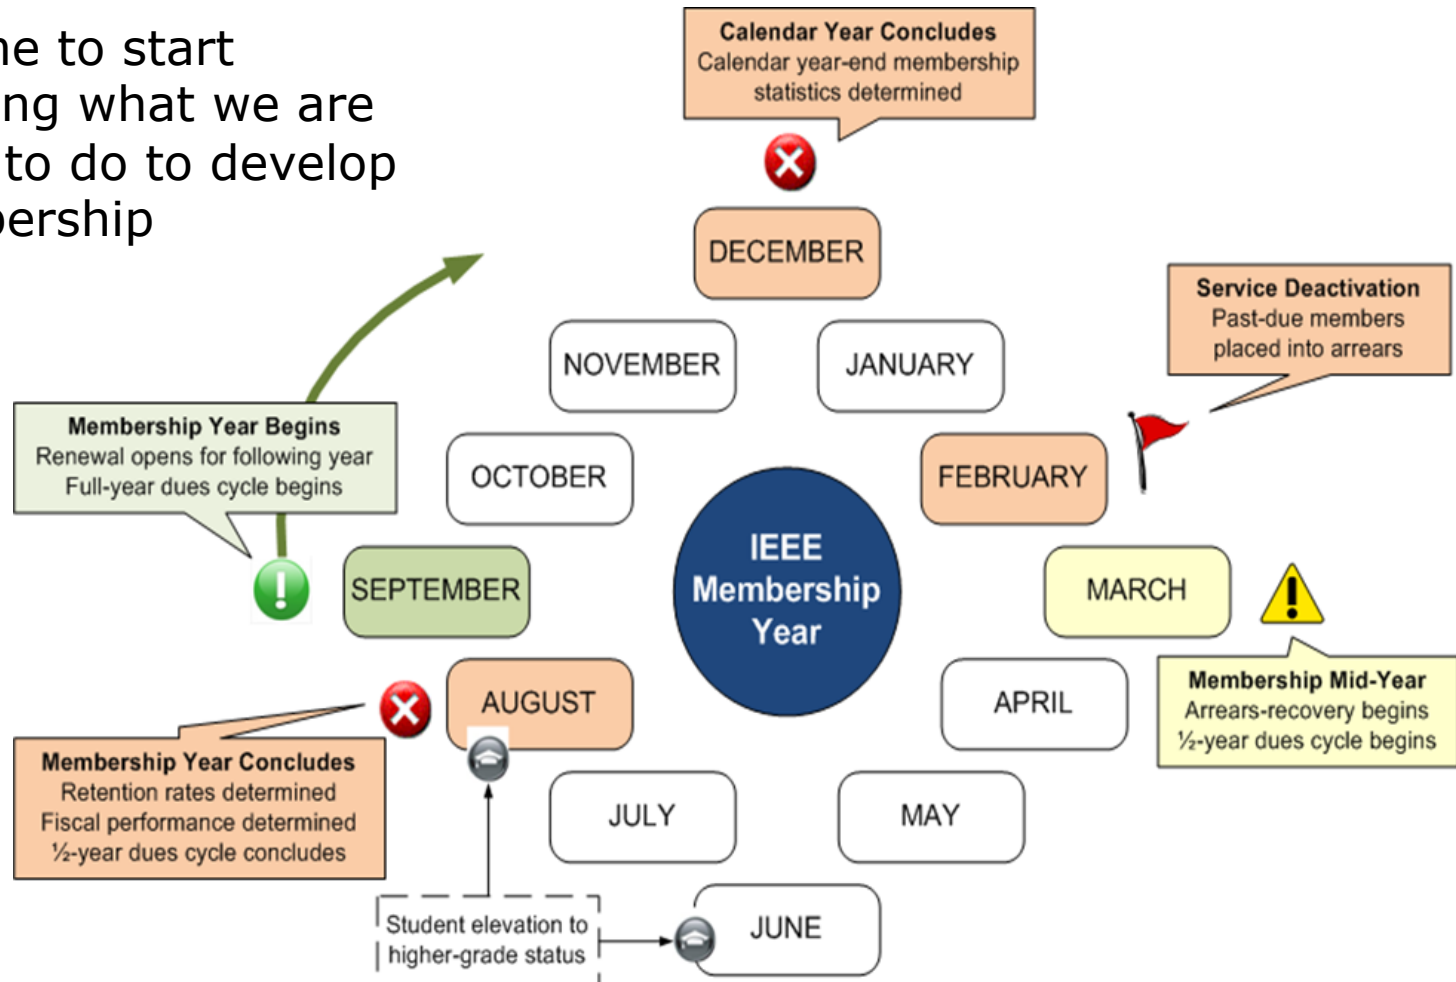 ne to start
ng what we are
to do to develop
bership
Calendar Year Concludes
Calendar year-end membership
statistics determined
DECEMBER
NOVEMBER
JANUARY
Service Deactivation
Past-due members
placed into arrears
Membership Year Begins
Renewal opens for following year
Full-year dues cycle begins
OCTOBER
FEBRUARY
IEEE
Membership
Year
SEPTEMBER
MARCH
AUGUST
APRIL
Membership Mid-Year
Arrears-recovery begins
½-year dues cycle begins
Membership Year Concludes
Retention rates determined
Fiscal performance determined
½-year dues cycle concludes
JULY
MAY
Student elevation to
higher-grade status
JUNE